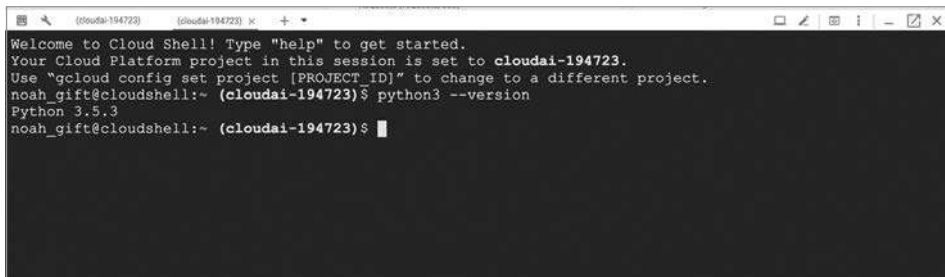 (cloudai-194723) (cloudai-194723) × + ▾
Welcome to Cloud Shell! Type "help" to get started.
Your Cloud Platform project in this session is set to cloudai-194723.
Use “gcloud config set project [PROJECT_ID]” to change to a different project.
noah_gift@cloudshell:~ (cloudai-194723)$ python3 --version
Python 3.5.3
noah_gift@cloudshell:~ (cloudai-194723)$